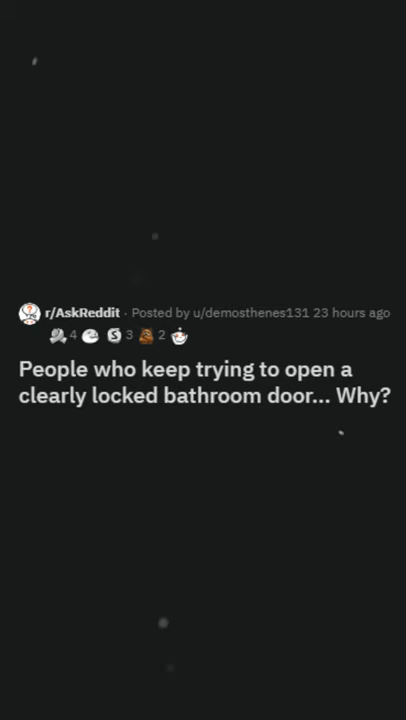 r/AskReddit · Posted by u/demosthenes131 23 hours ago
4 3 2
People who keep trying to open a
clearly locked bathroom door... Why?